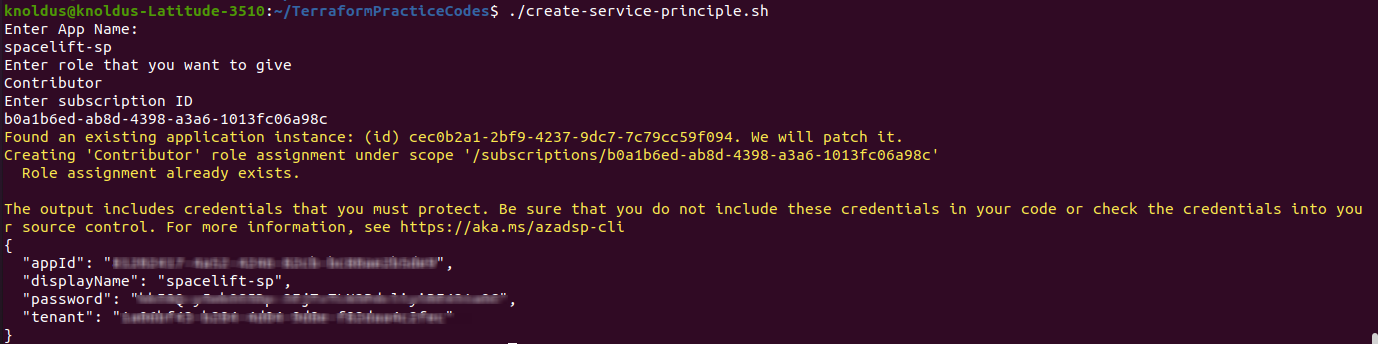 knoldus@knoldus-Latitude-3510:~/TerraformPracticeCodes$ ./create-service-principle.sh
Enter App Name:
spacelift-sp
Enter role that you want to give
Contributor
Enter subscription ID
b0a1b6ed-ab8d-4398-a3a6-1013fc06a98c
Found an existing application instance: (id) cec0b2a1-2bf9-4237-9dc7-7c79cc59f094. We will patch it.
Creating 'Contributor' role assignment under scope '/subscriptions/b0a1b6ed-ab8d-4398-a3a6-1013fc06a98c'
  Role assignment already exists.
The output includes credentials that you must protect. Be sure that you do not include these credentials in your code or check the credentials into you
r source control. For more information, see https://aka.ms/azadsp-cli
{
  "appId": "",
  "displayName": "spacelift-sp",
  "password": "",
  "tenant": ""
}